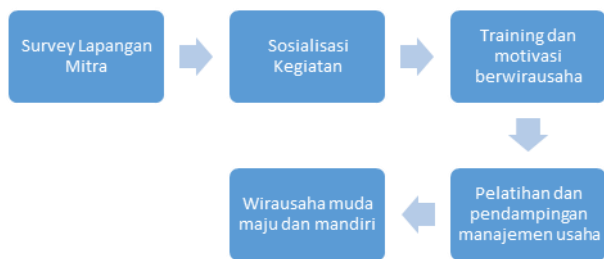 Survey Lapangan
Mitra
Sosialisasi
Kegiatan
Training dan
motivasi
berwirausaha
Pelatihan dan
pendampingan
manajemen usaha
Wirausaha muda
maju dan mandiri